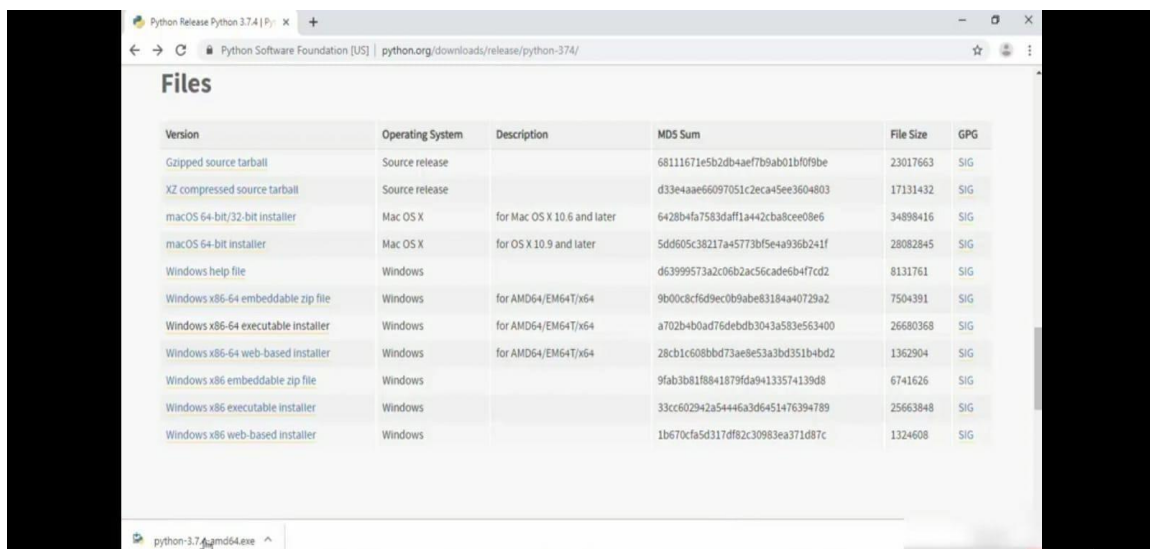 Python Release Python 3.7.4 | Py
Python Software Foundation [US] | python.org/downloads/release/python-374/
Files
Version Operating System Description MD5 Sum File Size GPG
Gzipped source tarball Source release 68111671e5b2db4aef7b9ab01bf0f9be 23017663 SIG
XZ compressed source tarball Source release d33e4aae66097051c2eca45ee3604803 17131432 SIG
macOS 64-bit/32-bit installer Mac OS X for Mac OS X 10.6 and later 6428b4fa7583daff1a442cba8cee08e6 34898416 SIG
macOS 64-bit installer Mac OS X for OS X 10.9 and later 5dd605c38217a45773bf5e4a936b241f 28082845 SIG
Windows help file Windows d63999573a2c06b2ac56cade6b4f7cd2 8131761 SIG
Windows x86-64 embeddable zip file Windows for AMD64/EM64T/x64 9b00c8cf6d9ec0b9abe83184a40729a2 7504391 SIG
Windows x86-64 executable installer Windows for AMD64/EM64T/x64 a702b4b0ad76debdb3043a583e563400 26680368 SIG
Windows x86-64 web-based installer Windows for AMD64/EM64T/x64 28cb1c608bbd73ae8e53a3bd351b4bd2 1362904 SIG
Windows x86 embeddable zip file Windows 9fab3b81f8841879fda94133574139d8 6741626 SIG
Windows x86 executable installer Windows 33cc602942a54446a3d6451476394789 25663848 SIG
Windows x86 web-based installer Windows 1b670cfa5d317df82c30983ea371d87c 1324608 SIG
python-3.7.4-amd64.exe